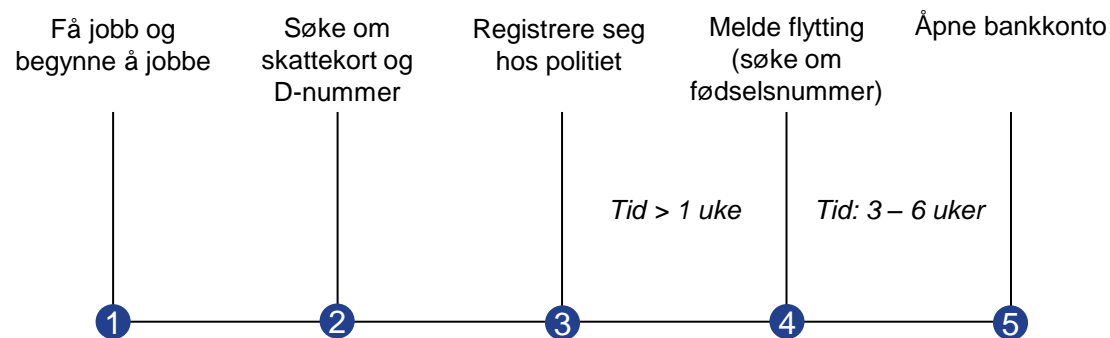 Få jobb og
begynne å jobbe
Søke om
skattekort og
D-nummer
Registrere seg
hos politiet
Melde flytting
(søke om
fødselsnummer)
Åpne bankkonto
Tid > 1 uke
Tid: 3 – 6 uker
1
2
3
4
5